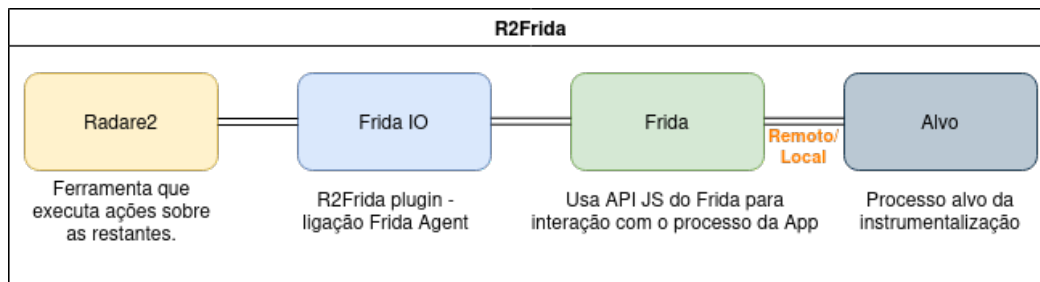 R2Frida
Radare2
Frida IO
Frida
Alvo
Remoto/
Local
Ferramenta que
executa ações sobre
as restantes.
R2Frida plugin -
ligação Frida Agent
Usa API JS do Frida para
interação com o processo da App
Processo alvo da
instrumentalização